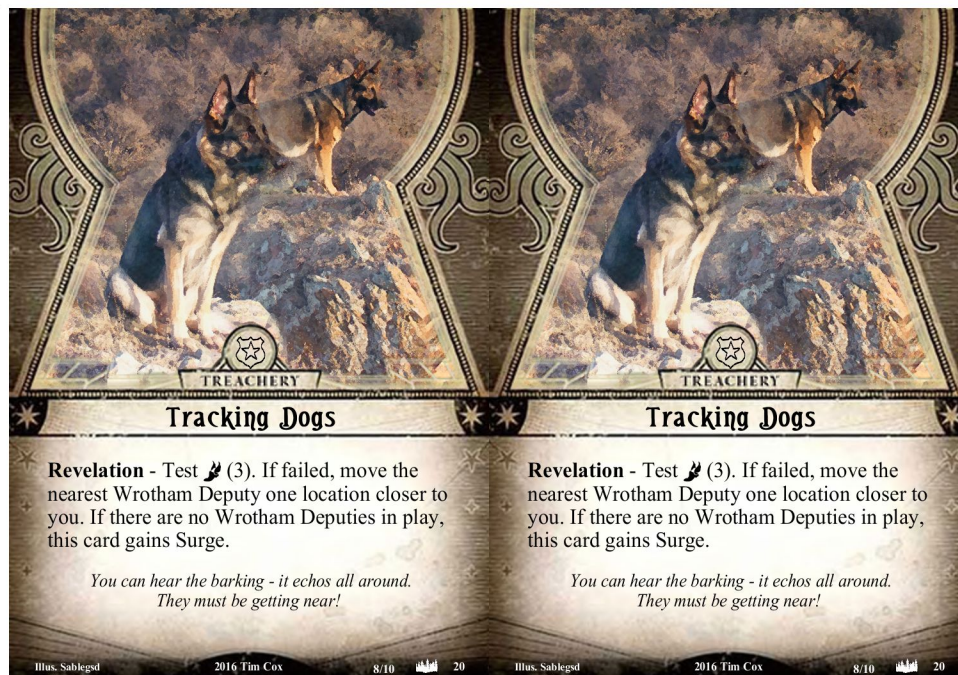 TREACHERY
Tracking Dogs
Revelation - Test (3). If failed, move the
nearest Wrotham Deputy one location closer to
you. If there are no Wrotham Deputies in play,
this card gains Surge.
You can hear the barking - it echos all around.
They must be getting near!
Illus. Sablegsd 2016 Tim Cox 8/10 20
TREACHERY
Tracking Dogs
Revelation - Test (3). If failed, move the
nearest Wrotham Deputy one location closer to
you. If there are no Wrotham Deputies in play,
this card gains Surge.
You can hear the barking - it echos all around.
They must be getting near!
Illus. Sablegsd 2016 Tim Cox 8/10 20